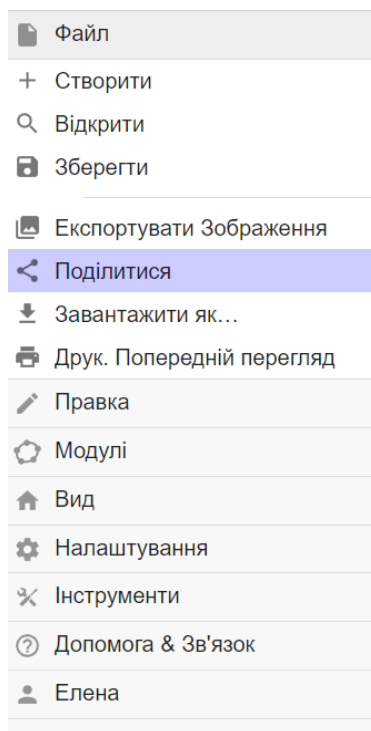 Файл
Створити
Відкрити
Зберегти
Експортувати Зображення
Поділитися
Завантажити як…
Друк. Попередній перегляд
Правка
Модулі
Вид
Налаштування
Інструменти
Допомога & Зв'язок
Елена